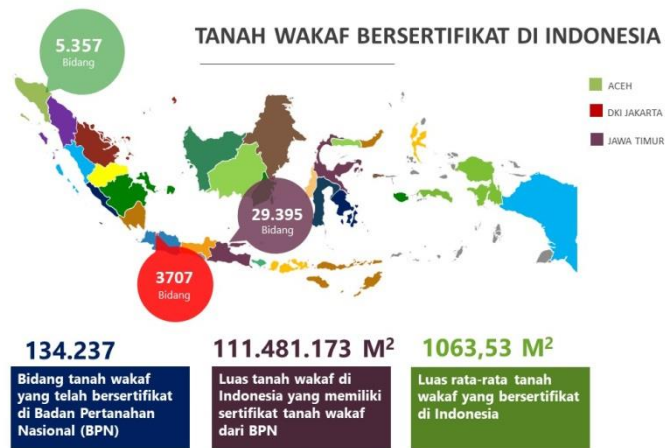 TANAH WAKAF BERSERTIFIKAT DI INDONESIA
5.357
Bidang
ACEH
DKI JAKARTA
JAWA TIMUR
29.395
Bidang
3707
Bidang
134.237
Bidang tanah wakaf
yang telah bersertifikat
di Badan Pertanahan
Nasional (BPN)
111.481.173 M²
Luas tanah wakaf di
Indonesia yang memiliki
sertifikat tanah wakaf
dari BPN
1063,53 M²
Luas rata-rata tanah
wakaf yang bersertifikat
di Indonesia